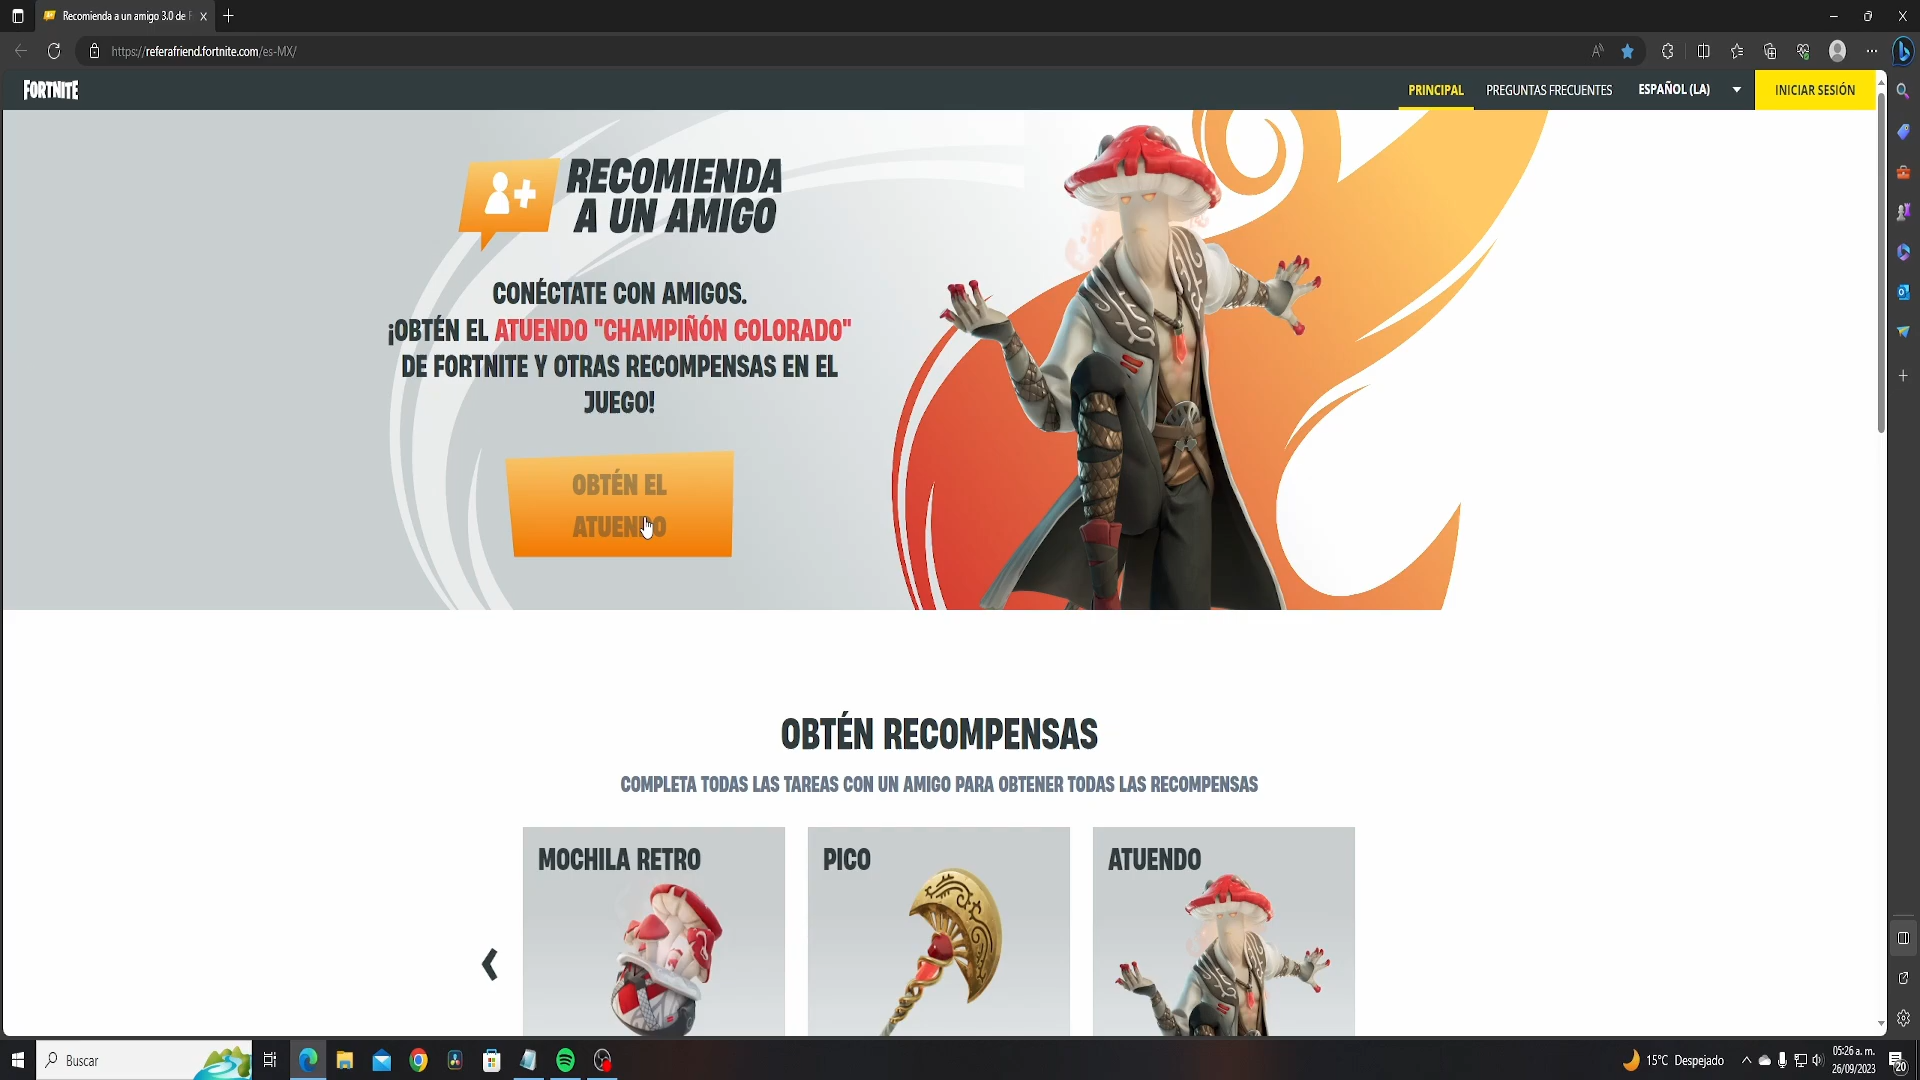 Recomienda a un amigo 3.0 de F
https://referafriend.fortnite.com/es-MX/
FORTNITE
PRINCIPAL
PREGUNTAS FRECUENTES
ESPAÑOL (LA)
INICIAR SESIÓN
RECOMIENDA
A UN AMIGO
CONÉCTATE CON AMIGOS.
¡OBTÉN EL ATUENDO "CHAMPIÑÓN COLORADO"
DE FORTNITE Y OTRAS RECOMPENSAS EN EL
JUEGO!
OBTÉN EL
ATUENDO
OBTÉN RECOMPENSAS
COMPLETA TODAS LAS TAREAS CON UN AMIGO PARA OBTENER TODAS LAS RECOMPENSAS
MOCHILA RETRO
PICO
ATUENDO
Buscar
15°C Despejado
05:26 a. m.
26/09/2023
20